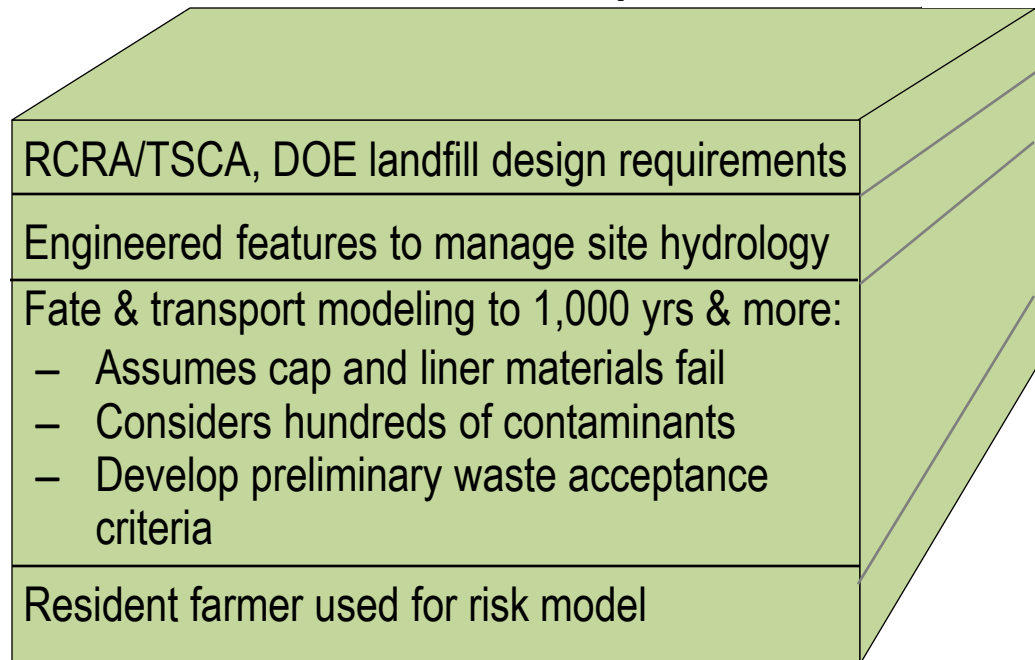 RCRA/TSCA, DOE landfill design requirements
Engineered features to manage site hydrology
Fate & transport modeling to 1,000 yrs & more:
– Assumes cap and liner materials fail
– Considers hundreds of contaminants
– Develop preliminary waste acceptance
criteria
Resident farmer used for risk model